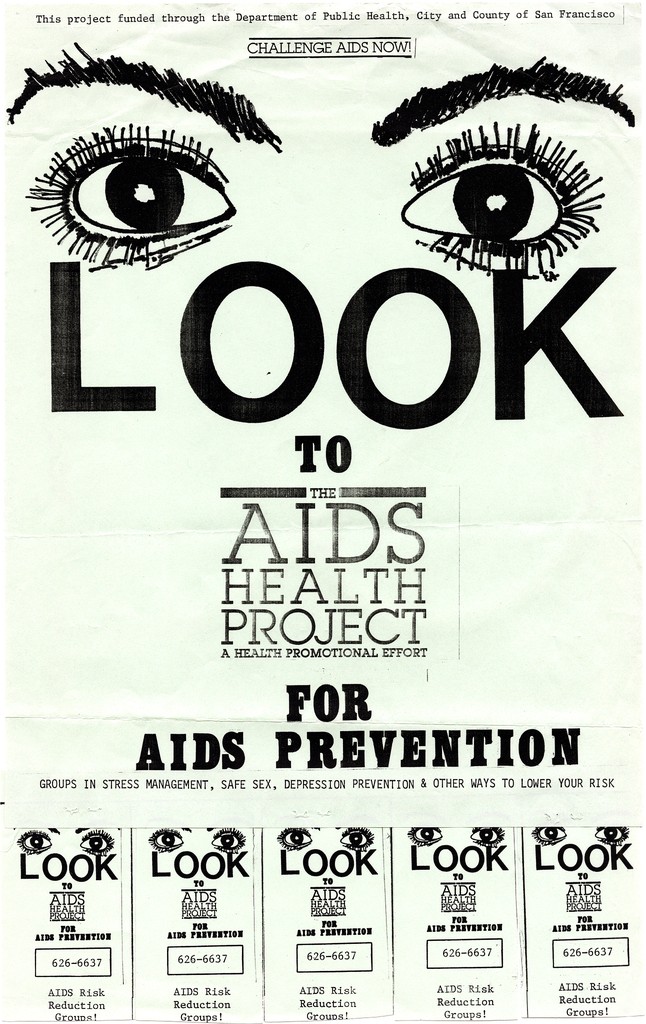 This project funded through the Department of Public Health, City and County of San Francisco
CHALLENGE AIDS NOW!
LOOK
TO
THE
AIDS
HEALTH
PROJECT
A HEALTH PROMOTIONAL EFFORT
FOR
AIDS PREVENTION
GROUPS IN STRESS MANAGEMENT, SAFE SEX, DEPRESSION PREVENTION & OTHER WAYS TO LOWER YOUR RISK
LOOK
TO
AIDS
HEALTH
PROJECT
FOR
AIDS PREVENTION
626-6637
AIDS Risk
Reduction
Groups!
LOOK
TO
AIDS
HEALTH
PROJECT
FOR
AIDS PREVENTION
626-6637
AIDS Risk
Reduction
Groups!
LOOK
TO
AIDS
HEALTH
PROJECT
FOR
AIDS PREVENTION
626-6637
AIDS Risk
Reduction
Groups!
LOOK
TO
AIDS
HEALTH
PROJECT
FOR
AIDS PREVENTION
626-6637
AIDS Risk
Reduction
Groups!
LOOK
TO
AIDS
HEALTH
PROJECT
FOR
AIDS PREVENTION
626-6637
AIDS Risk
Reduction
Groups!